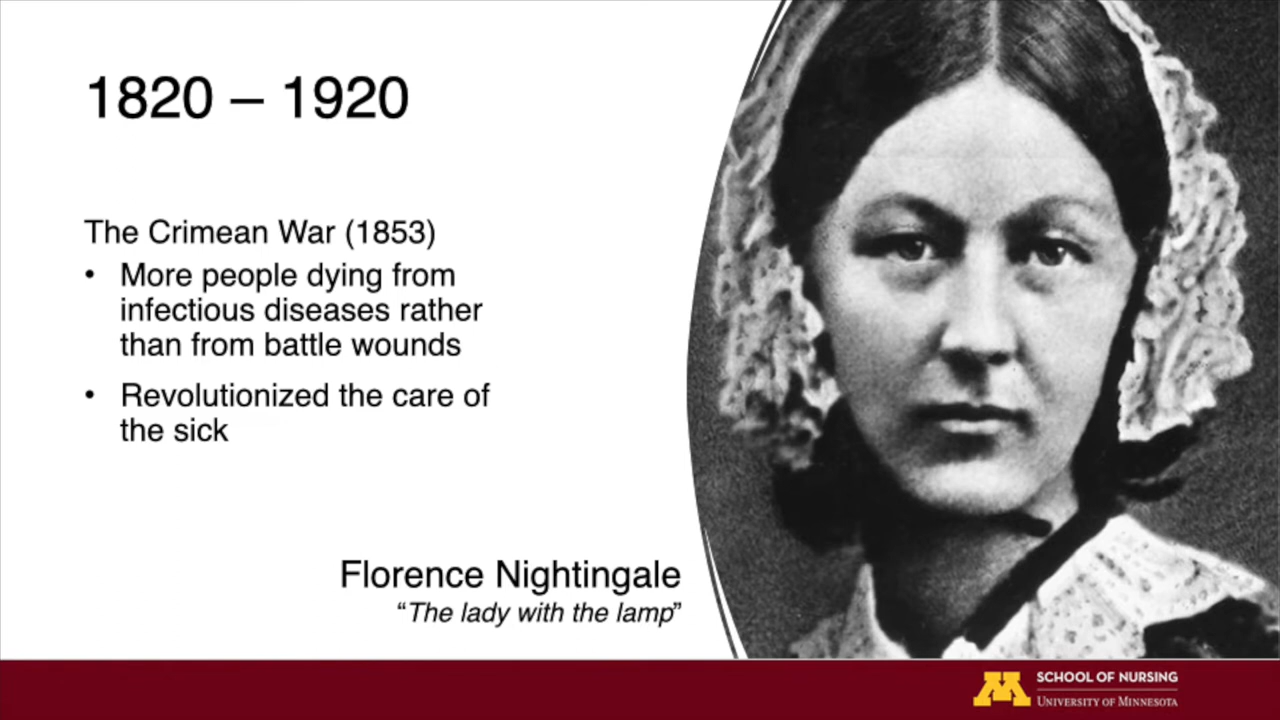 1820 – 1920
The Crimean War (1853)
• More people dying from
infectious diseases rather
than from battle wounds
• Revolutionized the care of
the sick
Florence Nightingale
“The lady with the lamp”
M
SCHOOL OF NURSING
UNIVERSITY OF MINNESOTA